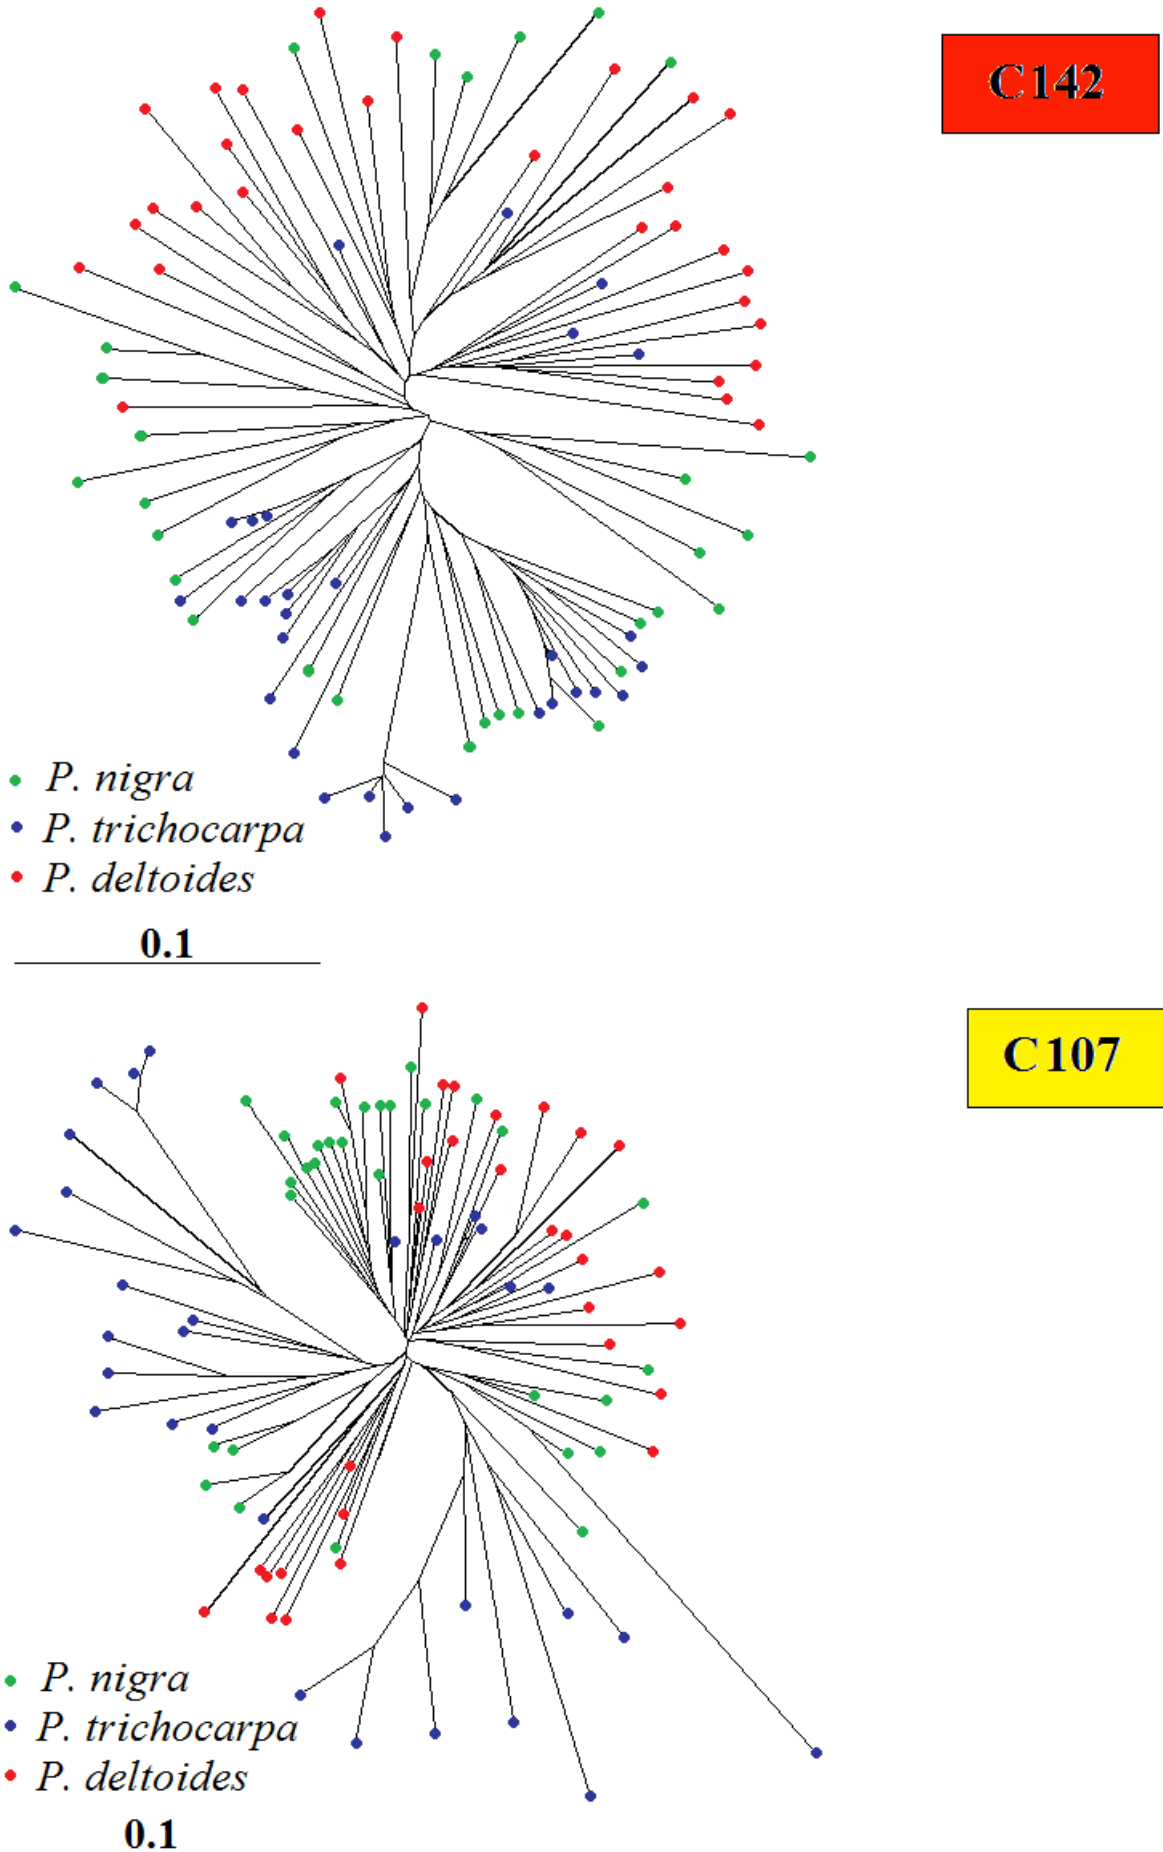 C142
P. nigra
P. trichocarpa
P. deltoides
0.1
C107
P. nigra
P. trichocarpa
P. deltoides
0.1